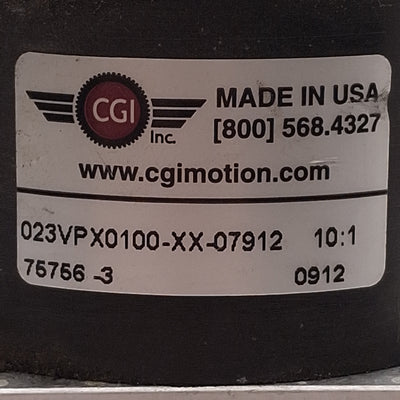 CGI Inc.
MADE IN USA
[800] 568.4327
www.cgimotion.com
023VPX0100-XX-07912 10:1
75756 -3 0912